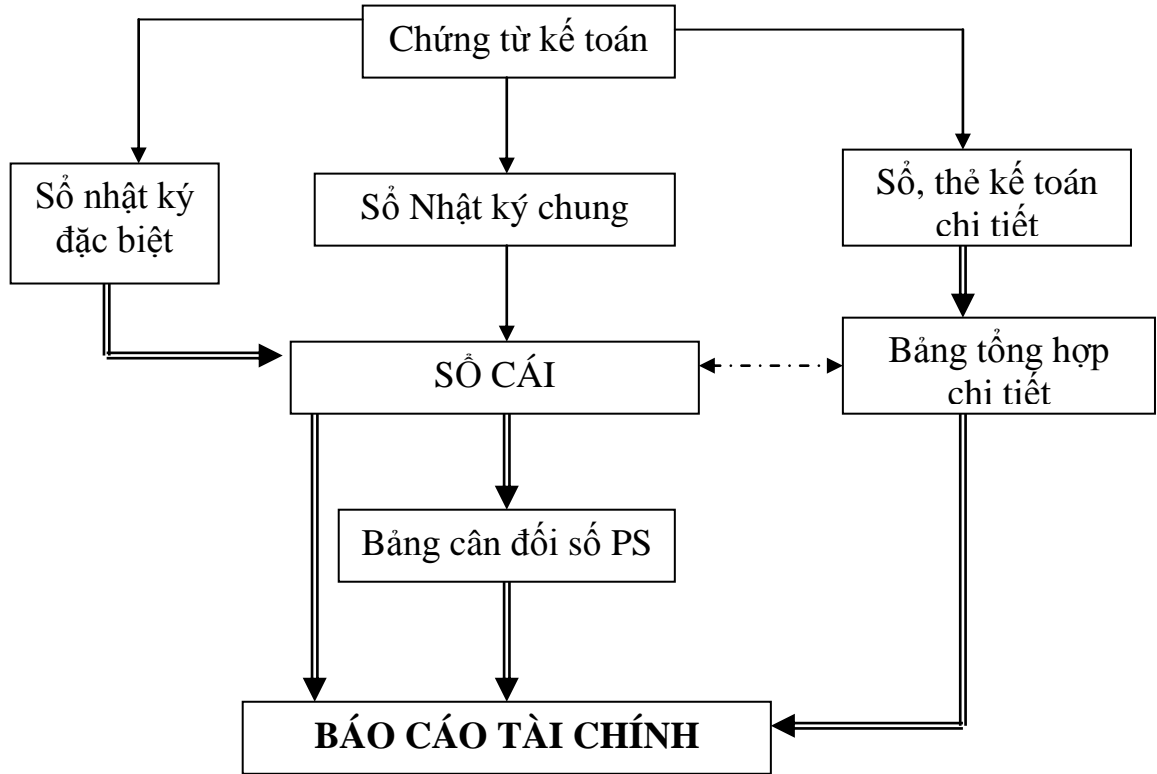 Chứng từ kế toán
Sổ nhật ký
đặc biệt
Sổ Nhật ký chung
Sổ, thẻ kế toán
chi tiết
SỔ CÁI
Bảng tổng hợp
chi tiết
Bảng cân đối số PS
BÁO CÁO TÀI CHÍNH